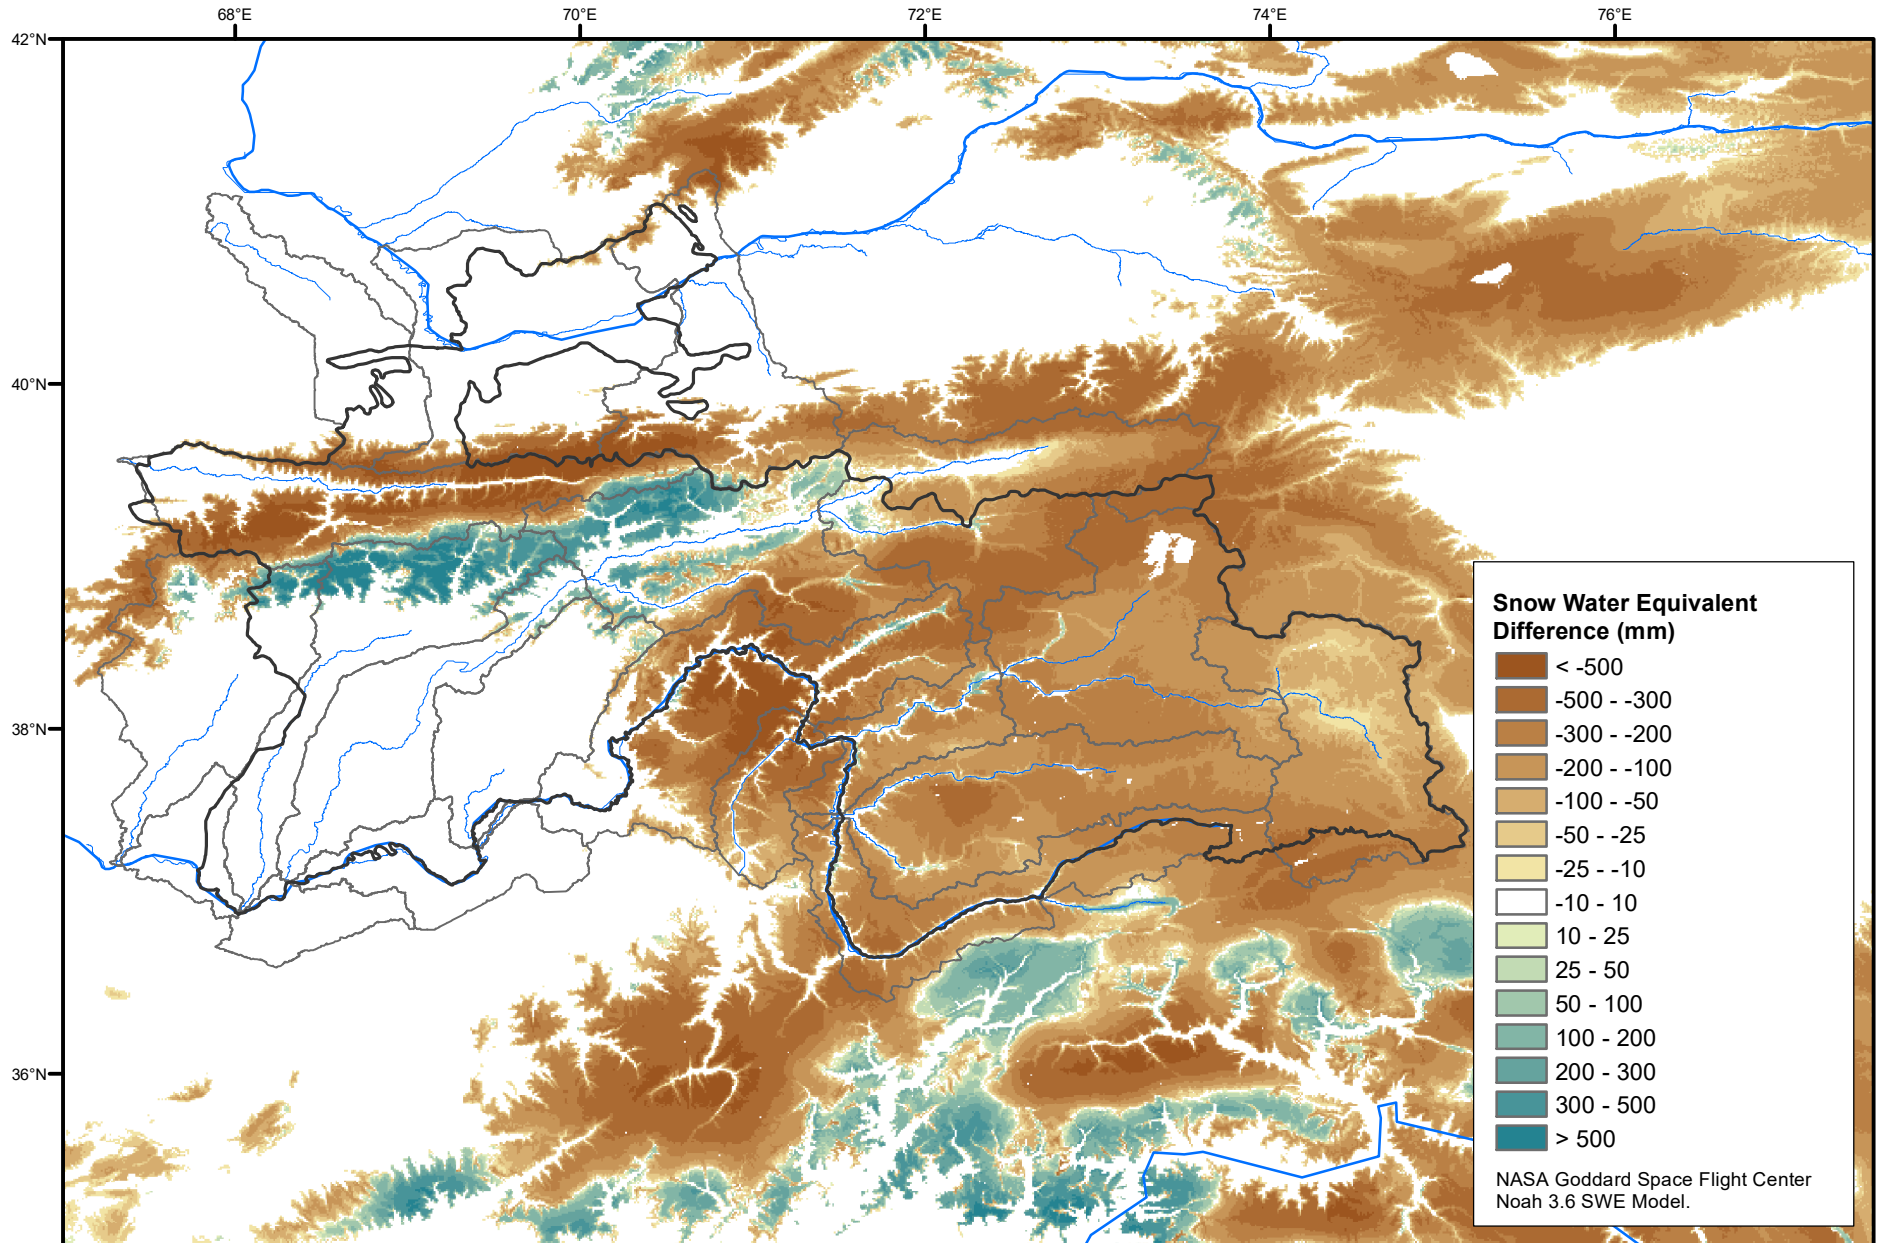 68°E 70°E 72°E 74°E 76°E
42°N
40°N
38°N
36°N
Snow Water Equivalent
Difference (mm)
< -500
-500 - -300
-300 - -200
-200 - -100
-100 - -50
-50 - -25
-25 - -10
-10 - 10
10 - 25
25 - 50
50 - 100
100 - 200
200 - 300
300 - 500
> 500
NASA Goddard Space Flight Center
Noah 3.6 SWE Model.